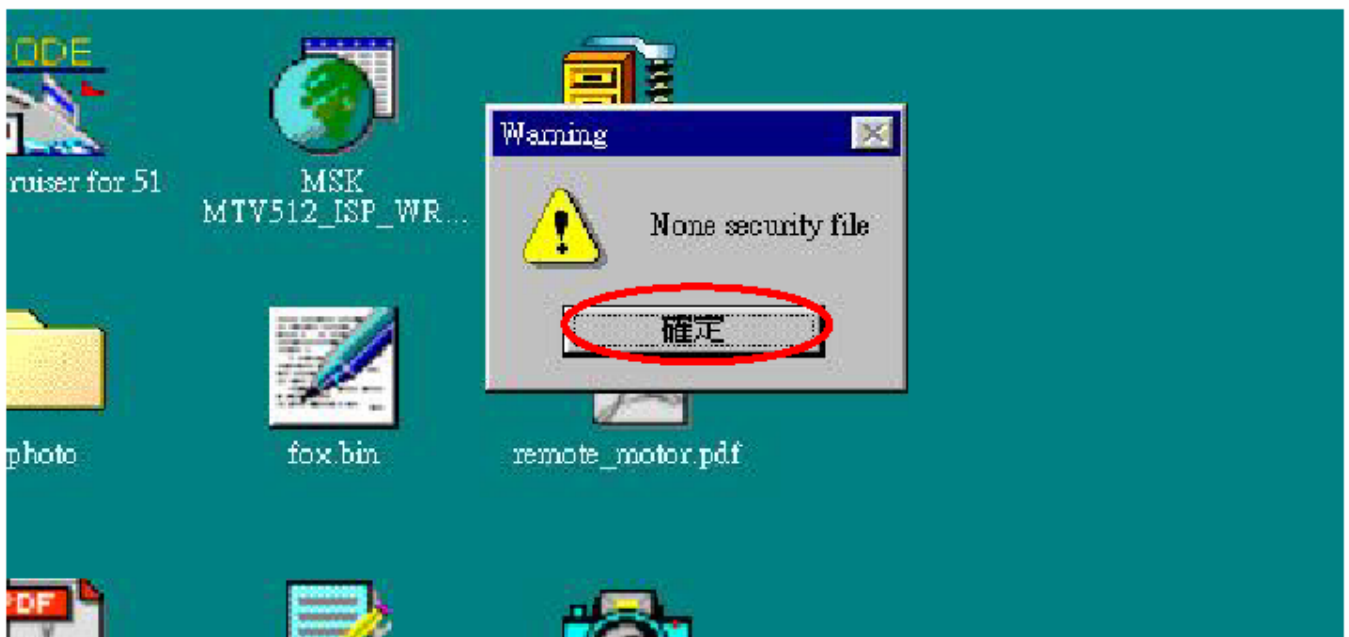 ODE
ruiser for 51
MSK
MTV512_ISP_WR...
Warning
None security file
確定
photo
fox.bin
remote_motor.pdf
PDF